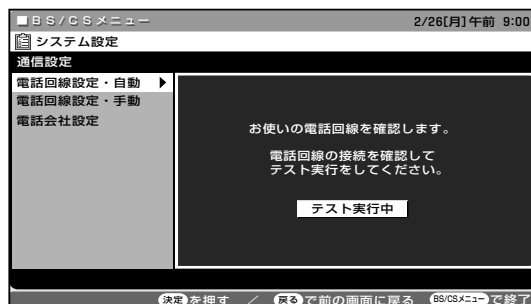 BS/CSメニュー 2/26[月]午前 9:00
システム設定
通信設定
電話回線設定・自動 ▶
電話回線設定・手動
電話会社設定
お使いの電話回線を確認します。
電話回線の接続を確認して
テスト実行をしてください。
テスト実行中
決定を押す ／ 戻るで前の画面に戻る BS/CSメニューで終了